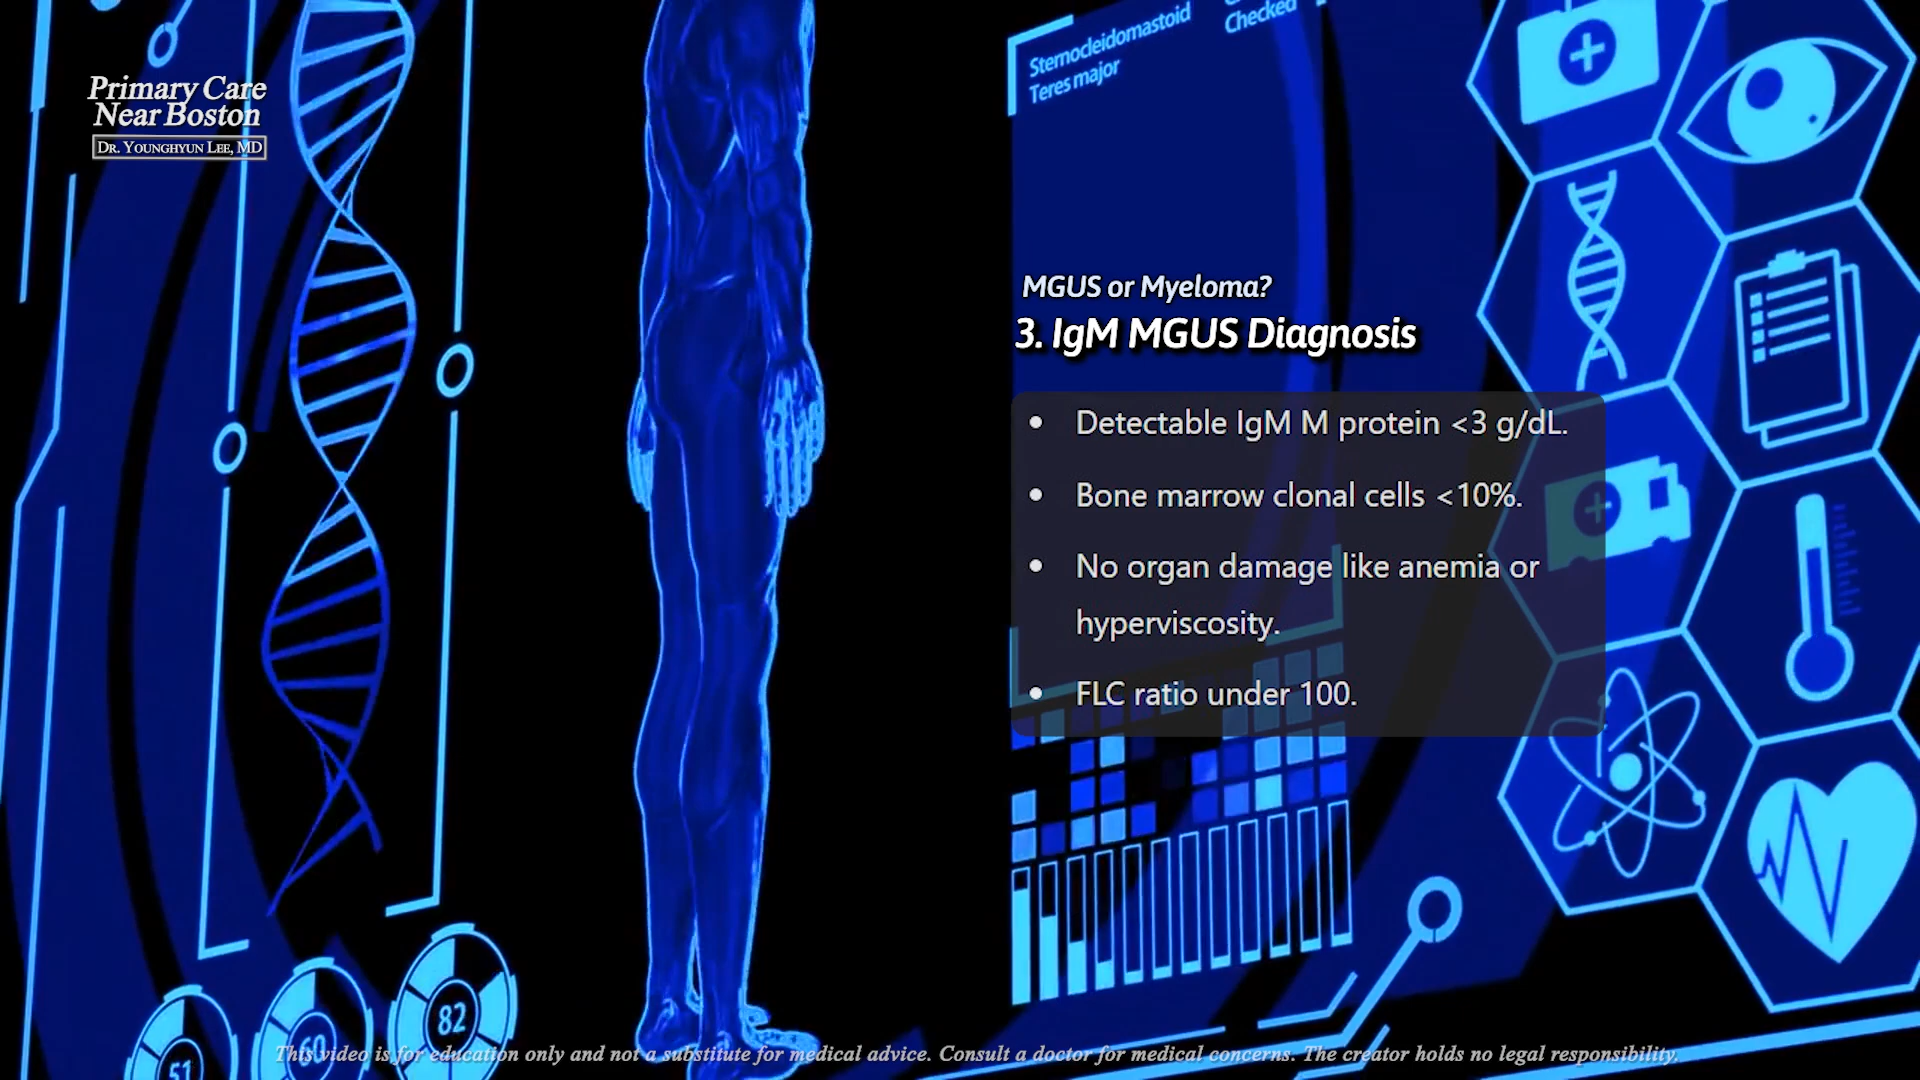 Primary Care
Near Boston
DR. YOUNGHYUN LEE, MD
Sternocleidomastoid
Teres major
Checked
MGUS or Myeloma?
3. IgM MGUS Diagnosis
• Detectable IgM M protein <3 g/dL.
• Bone marrow clonal cells <10%.
• No organ damage like anemia or
hyperviscosity.
• FLC ratio under 100.
51
60
82
This video is for education only and not a substitute for medical advice. Consult a doctor for medical concerns. The creator holds no legal responsibility.